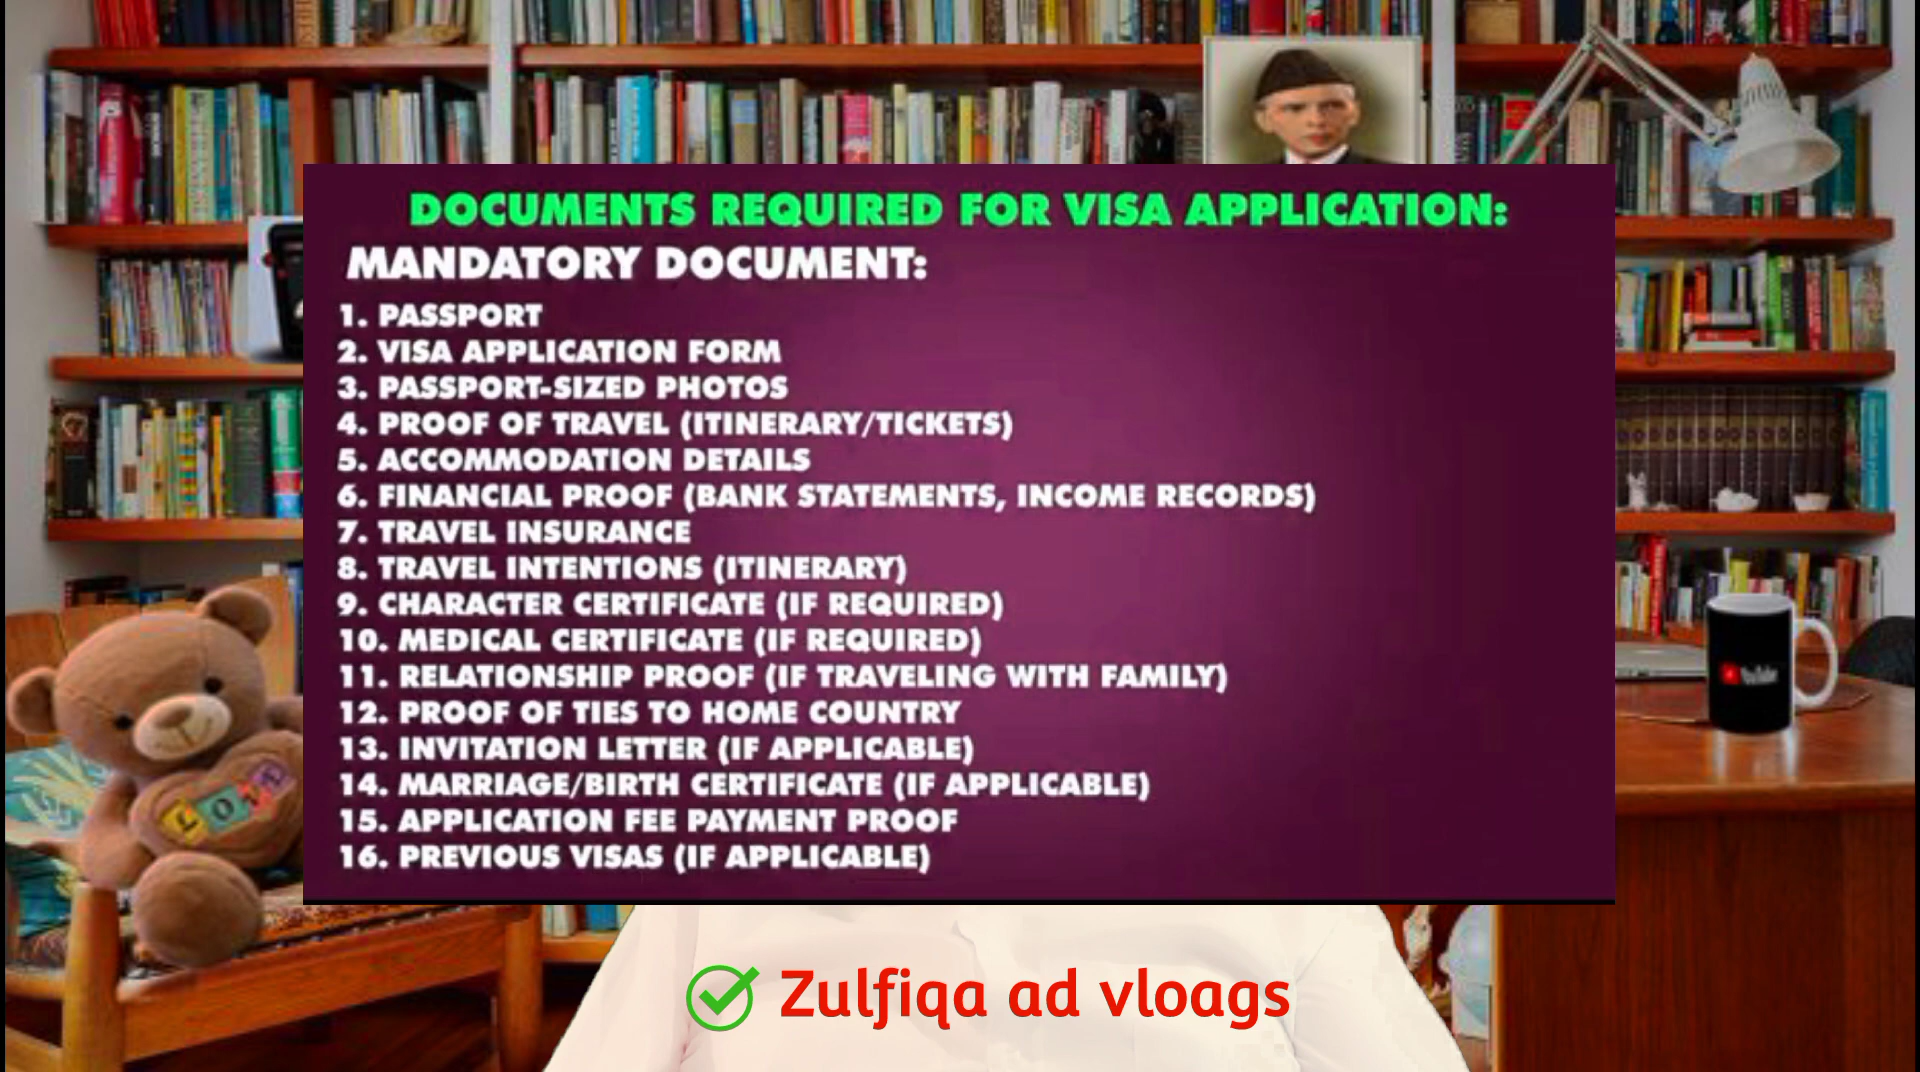 DOCUMENTS REQUIRED FOR VISA APPLICATION:
MANDATORY DOCUMENT:
1. PASSPORT
2. VISA APPLICATION FORM
3. PASSPORT-SIZED PHOTOS
4. PROOF OF TRAVEL (ITINERARY/TICKETS)
5. ACCOMMODATION DETAILS
6. FINANCIAL PROOF (BANK STATEMENTS, INCOME RECORDS)
7. TRAVEL INSURANCE
8. TRAVEL INTENTIONS (ITINERARY)
9. CHARACTER CERTIFICATE (IF REQUIRED)
10. MEDICAL CERTIFICATE (IF REQUIRED)
11. RELATIONSHIP PROOF (IF TRAVELING WITH FAMILY)
12. PROOF OF TIES TO HOME COUNTRY
13. INVITATION LETTER (IF APPLICABLE)
14. MARRIAGE/BIRTH CERTIFICATE (IF APPLICABLE)
15. APPLICATION FEE PAYMENT PROOF
16. PREVIOUS VISAS (IF APPLICABLE)
LOVE
YouTube
Zulfiqa ad vloags